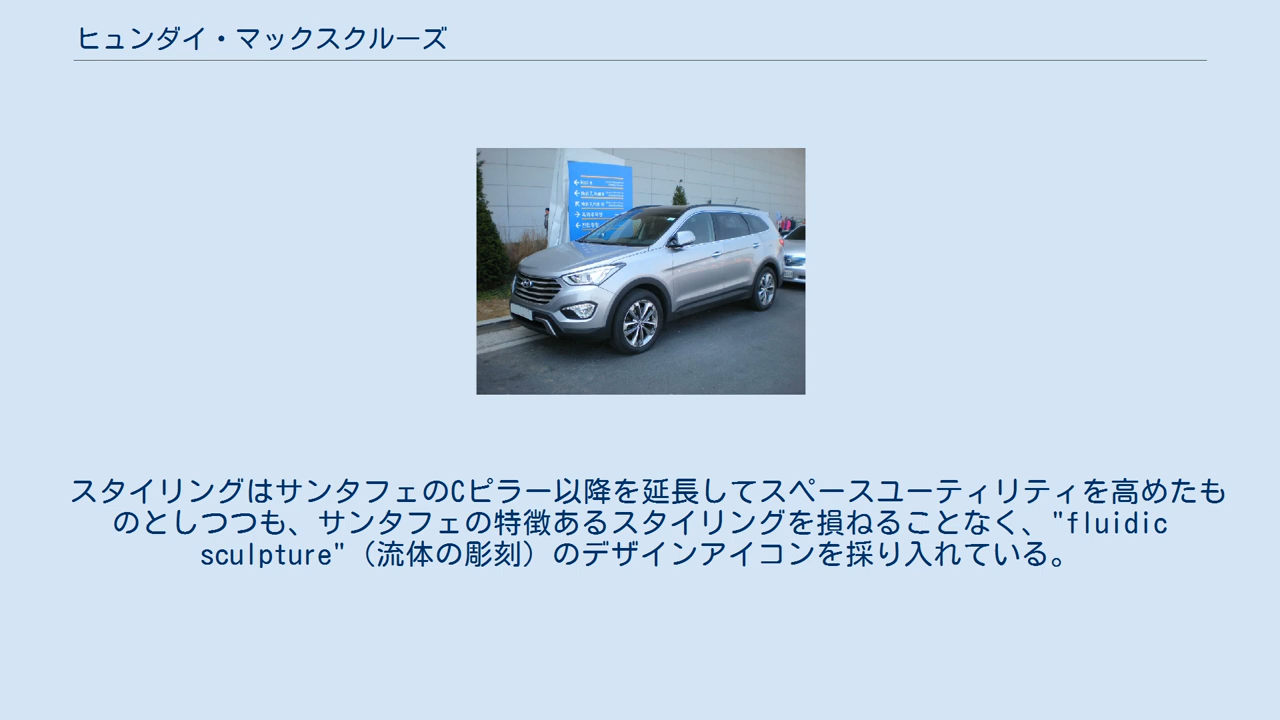 ヒュンダイ・マックスクルーズ
スタイリングはサンタフェのCピラー以降を延長してスペースユーティリティを高めたも
のとしつつも、サンタフェの特徴あるスタイリングを損ねることなく、"fluidic
sculpture"（流体の彫刻）のデザインアイコンを採り入れている。